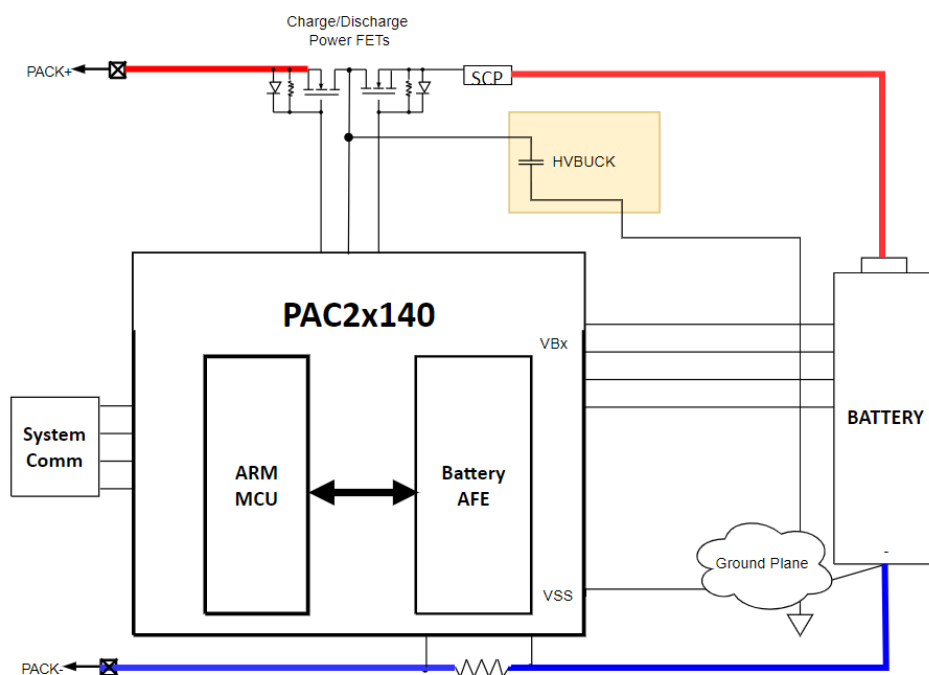 Charge/Discharge
Power FETs
PACK+
SCP
HVBUCK
PAC2x140
VBx
BATTERY
System
Comm
ARM
MCU
Battery
AFE
Ground Plane
-
VSS
PACK-